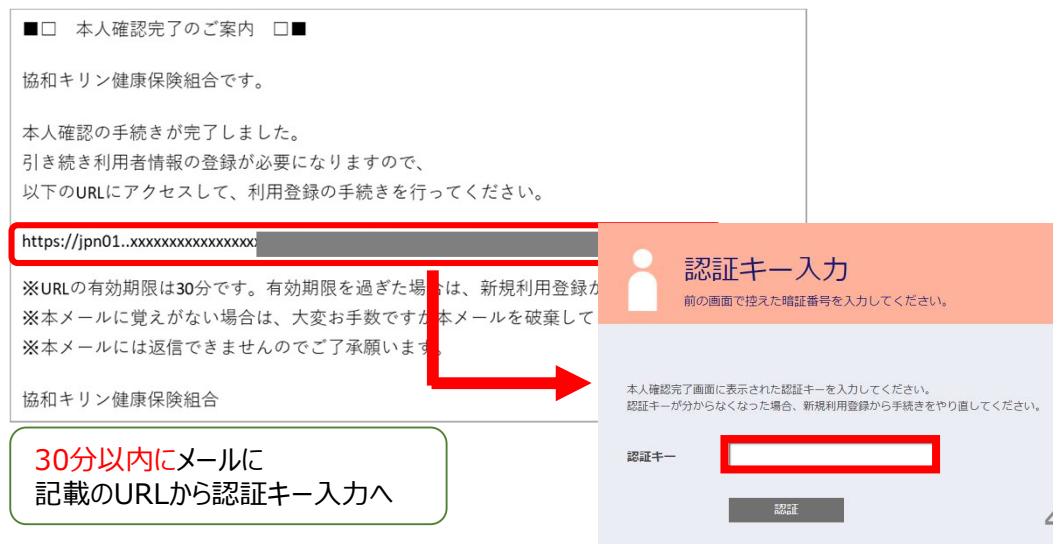 ■□ 本人確認完了のご案内 □■
協和キリン健康保険組合です。
本人確認の手続きが完了しました。
引き続き利用者情報の登録が必要になりますので、
以下のURLにアクセスして、利用登録の手続きを行ってください。
https://jpn01..xxxxxxxxxxxxxxxx
※URLの有効期限は30分です。有効期限を過ぎた場合は、新規利用登録か
※本メールに覚えがない場合は、大変お手数ですが本メールを破棄して
※本メールには返信できませんのでご了承願います。
協和キリン健康保険組合
30分以内にメールに
記載のURLから認証キー入力へ
認証キー入力
前の画面で控えた暗証番号を入力してください。
本人確認完了画面に表示された認証キーを入力してください。
認証キーが分からなくなった場合、新規利用登録から手続きをやり直してください。
認証キー
認証